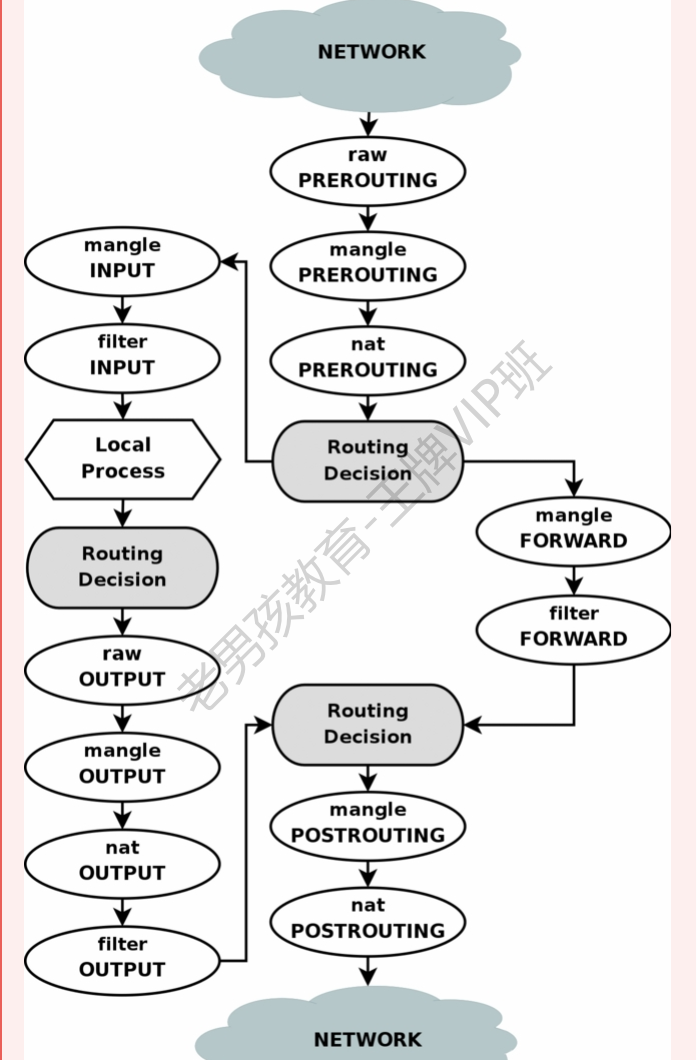 NETWORK
raw
PREROUTING
mangle
PREROUTING
nat
PREROUTING
Routing
Decision
mangle
INPUT
filter
INPUT
Local
Process
Routing
Decision
raw
OUTPUT
mangle
OUTPUT
nat
OUTPUT
filter
OUTPUT
mangle
FORWARD
filter
FORWARD
Routing
Decision
mangle
POSTROUTING
nat
POSTROUTING
NETWORK
老男孩教育-王牌VIP班